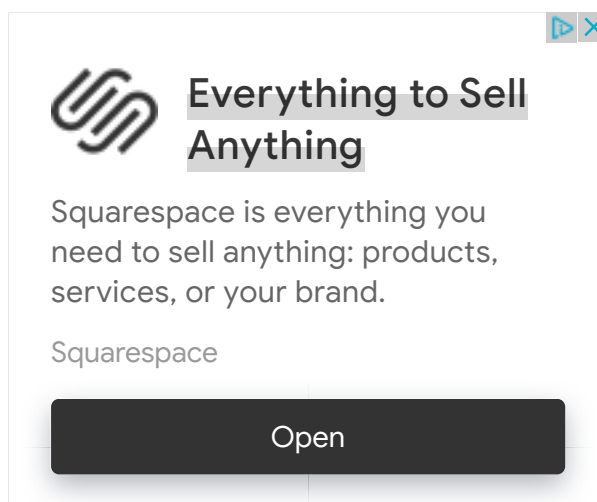 Everything to Sell
Anything
Squarespace is everything you
need to sell anything: products,
services, or your brand.
Squarespace
Open